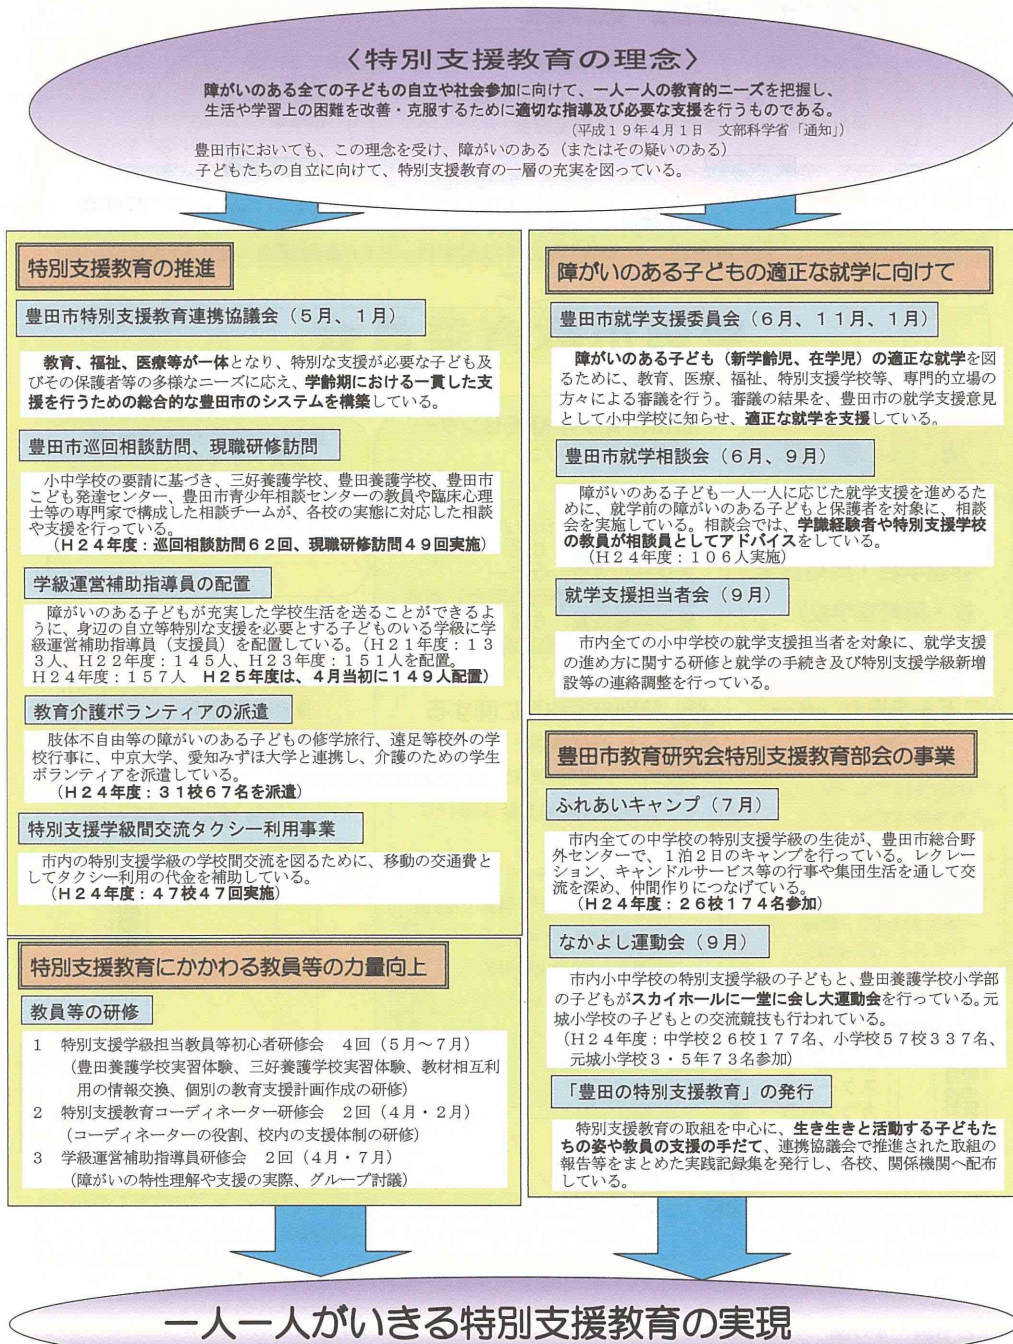 〈特別支援教育の理念〉
障がいのある全ての子どもの自立や社会参加に向けて、一人一人の教育的ニーズを把握し、
生活や学習上の困難を改善・克服するために適切な指導及び必要な支援を行うものである。
(平成19年4月1日 文部科学省「通知」)
豊田市においても、この理念を受け、障がいのある(またはその疑いのある)
子どもたちの自立に向けて、特別支援教育の一層の充実を図っている。
特別支援教育の推進
豊田市特別支援教育連携協議会(5月、1月)
教育、福祉、医療等が一体となり、特別な支援が必要な子ども及
びその保護者等の多様なニーズに応え、学齢期における一貫した支
援を行うための総合的な豊田市のシステムを構築している。
豊田市巡回相談訪問、現職研修訪問
小中学校の要請に基づき、三好養護学校、豊田養護学校、豊田市
こども発達センター、豊田市青少年相談センターの教員や臨床心理
士等の専門家で構成した相談チームが、各校の実態に対応した相談
や支援を行っている。
(H24年度:巡回相談訪問62回、現職研修訪問49回実施)
学級運営補助指導員の配置
障がいのある子どもが充実した学校生活を送ることができるよ
うに、身辺の自立等特別な支援を必要とする子どものいる学級に学
級運営補助指導員(支援員)を配置している。(H21年度:13
3人、H22年度:145人、H23年度:151人を配置。
H24年度:157人 H25年度は、4月当初に149人配置)
教育介護ボランティアの派遣
肢体不自由等の障がいのある子どもの修学旅行、遠足等校外の学
校行事に、中京大学、愛知みずほ大学と連携し、介護のための学生
ボランティアを派遣している。
(H24年度:31校67名を派遣)
特別支援学級間交流タクシー利用事業
市内の特別支援学級の学校間交流を図るために、移動の交通費と
してタクシー利用の代金を補助している。
(H24年度:47校47回実施)
特別支援教育にかかわる教員等の力量向上
教員等の研修
1 特別支援学級担当教員等初心者研修会 4回(5月~7月)
(豊田養護学校実習体験、三好養護学校実習体験、教材相互利
用の情報交換、個別の教育支援計画作成の研修)
2 特別支援教育コーディネーター研修会 2回(4月・2月)
(コーディネーターの役割、校内の支援体制の研修)
3 学級運営補助指導員研修会 2回(4月・7月)
(障がいの特性理解や支援の実際、グループ討議)
障がいのある子どもの適正な就学に向けて
豊田市就学支援委員会(6月、11月、1月)
障がいのある子ども(新学齢児、在学児)の適正な就学を図
るために、教育、医療、福祉、特別支援学校等、専門的立場の
方々による審議を行う。審議の結果を、豊田市の就学支援意見
として小中学校に知らせ、適正な就学を支援している。
豊田市就学相談会(6月、9月)
障がいのある子ども一人一人に応じた就学支援を進めるた
めに、就学前の障がいのある子どもと保護者を対象に、相談
会を実施している。相談会では、学識経験者や特別支援学校
の教員が相談員としてアドバイスをしている。
(H24年度:106人実施)
就学支援担当者会(9月)
市内全ての小中学校の就学支援担当者を対象に、就学支援
の進め方に関する研修と就学の手続き及び特別支援学級新増
設等の連絡調整を行っている。
豊田市教育研究会特別支援教育部会の事業
ふれあいキャンプ(7月)
市内全ての中学校の特別支援学級の生徒が、豊田市総合野
外センターで、1泊2日のキャンプを行っている。レクレー
ション、キャンドルサービス等の行事や集団生活を通して交
流を深め、仲間作りにつなげている。
(H24年度:26校174名参加)
なかよし運動会(9月)
市内小中学校の特別支援学級の子どもと、豊田養護学校小学部
の子どもがスカイホールに一堂に会し大運動会を行っている。元
城小学校の子どもとの交流競技も行われている。
(H24年度:中学校26校177名、小学校57校337名、
元城小学校3・5年73名参加)
「豊田の特別支援教育」の発行
特別支援教育の取組を中心に、生き生きと活動する子どもた
ちの姿や教員の支援の手だて、連携協議会で推進された取組の
報告等をまとめた実践記録集を発行し、各校、関係機関へ配布
している。
一人一人がいきる特別支援教育の実現